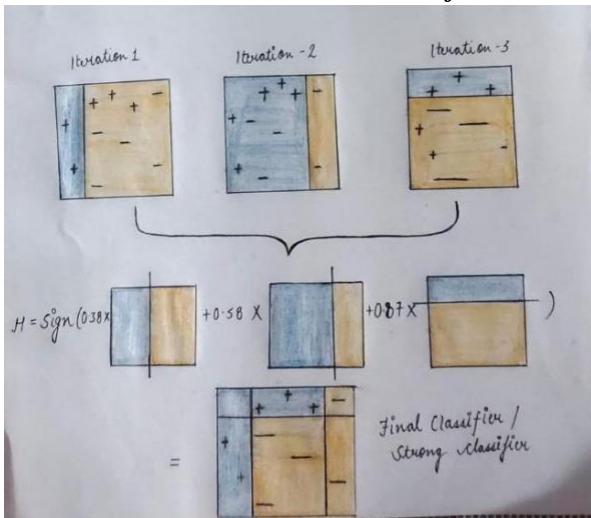 Iteration 1
Iteration - 2
Iteration - 3
H = Sign (0.38 X
+0.58 X
+0.87 X
)
=
Final Classifier /
Strong Classifier